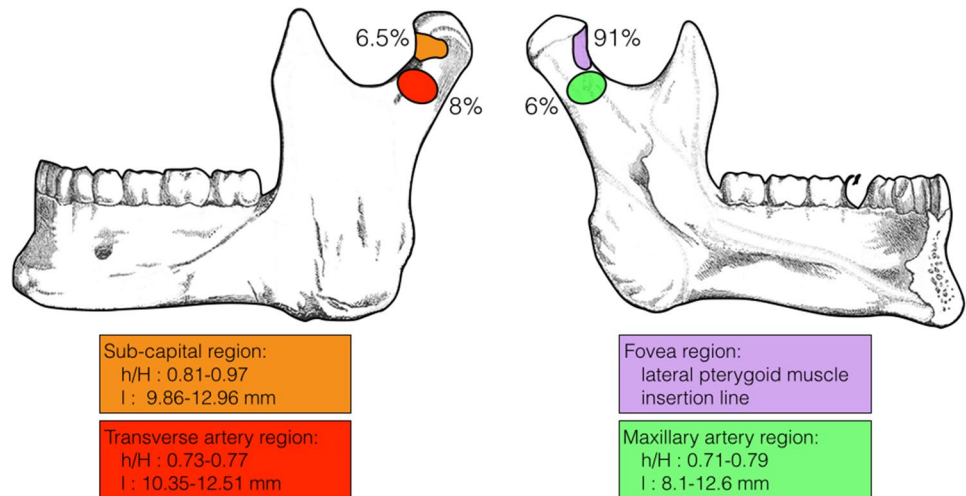 6.5%
91%
8%
6%
Sub-capital region:
h/H : 0.81-0.97
l : 9.86-12.96 mm
Fovea region:
lateral pterygoid muscle
insertion line
Transverse artery region:
h/H : 0.73-0.77
l : 10.35-12.51 mm
Maxillary artery region:
h/H : 0.71-0.79
l : 8.1-12.6 mm